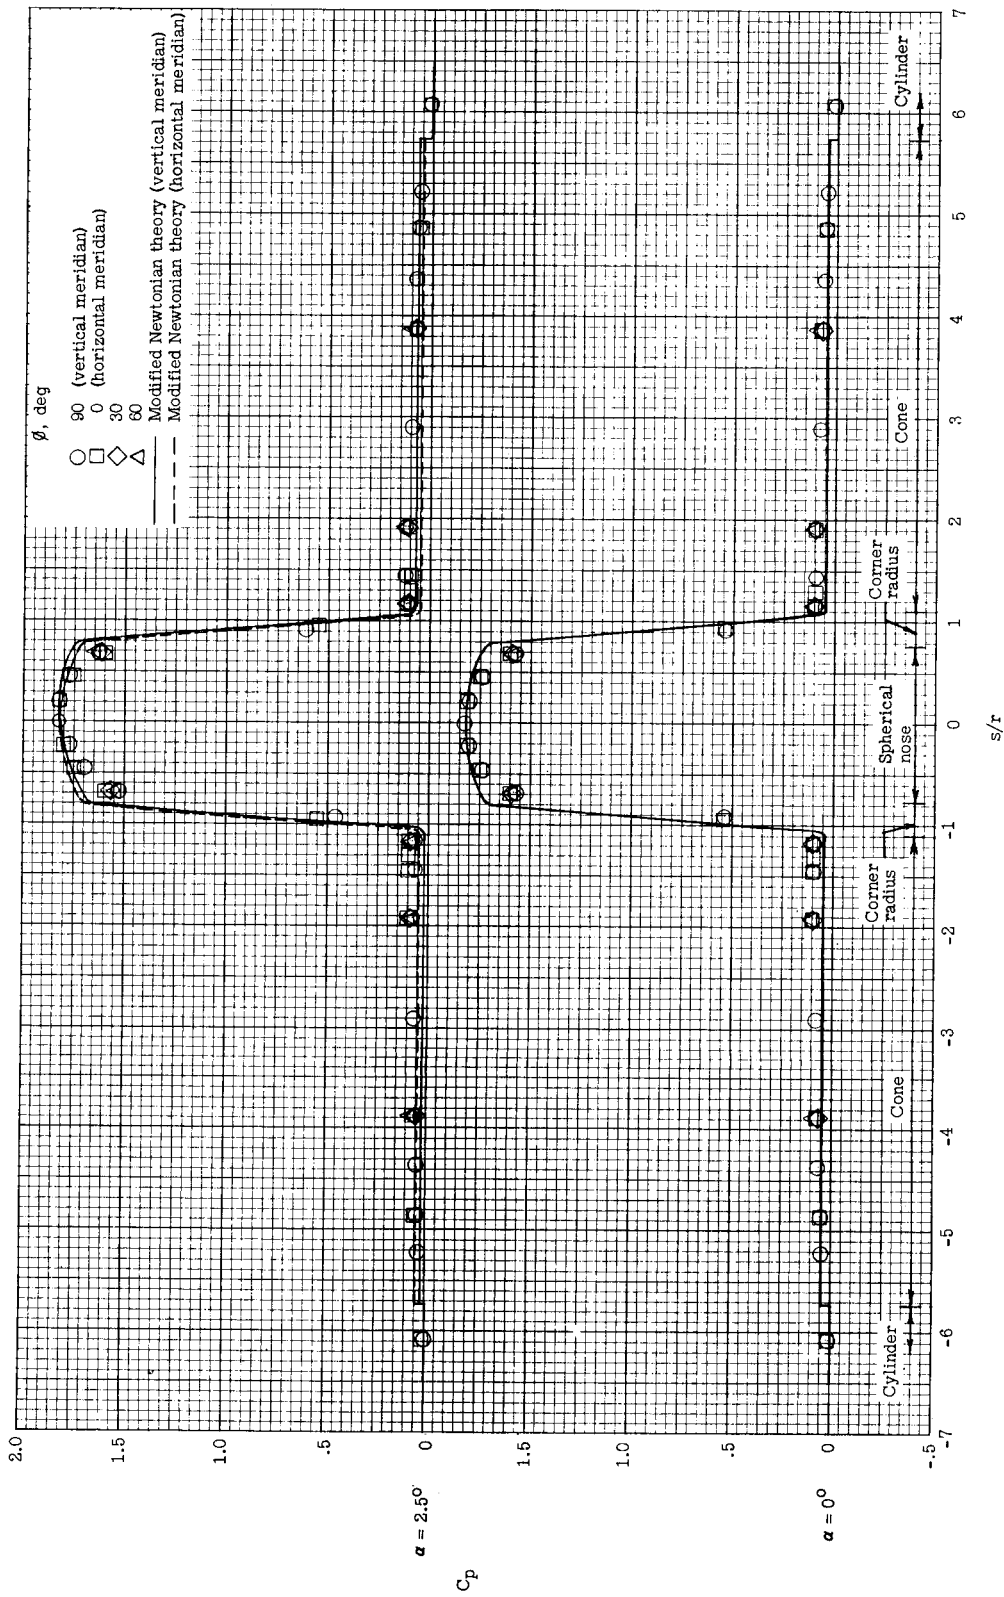 ø, deg
90 (vertical meridian)
0 (horizontal meridian)
30
60
Modified Newtonian theory (vertical meridian)
Modified Newtonian theory (horizontal meridian)
2.0
1.5
1.0
.5
0
α = 2.5°
Cp
1.5
1.0
.5
0
α = 0°
-.5
Cylinder
Cone
Corner
radius
Spherical
nose
Corner
radius
Cone
Cylinder
-7
-6
-5
-4
-3
-2
-1
0
1
2
3
4
5
6
7
s/r